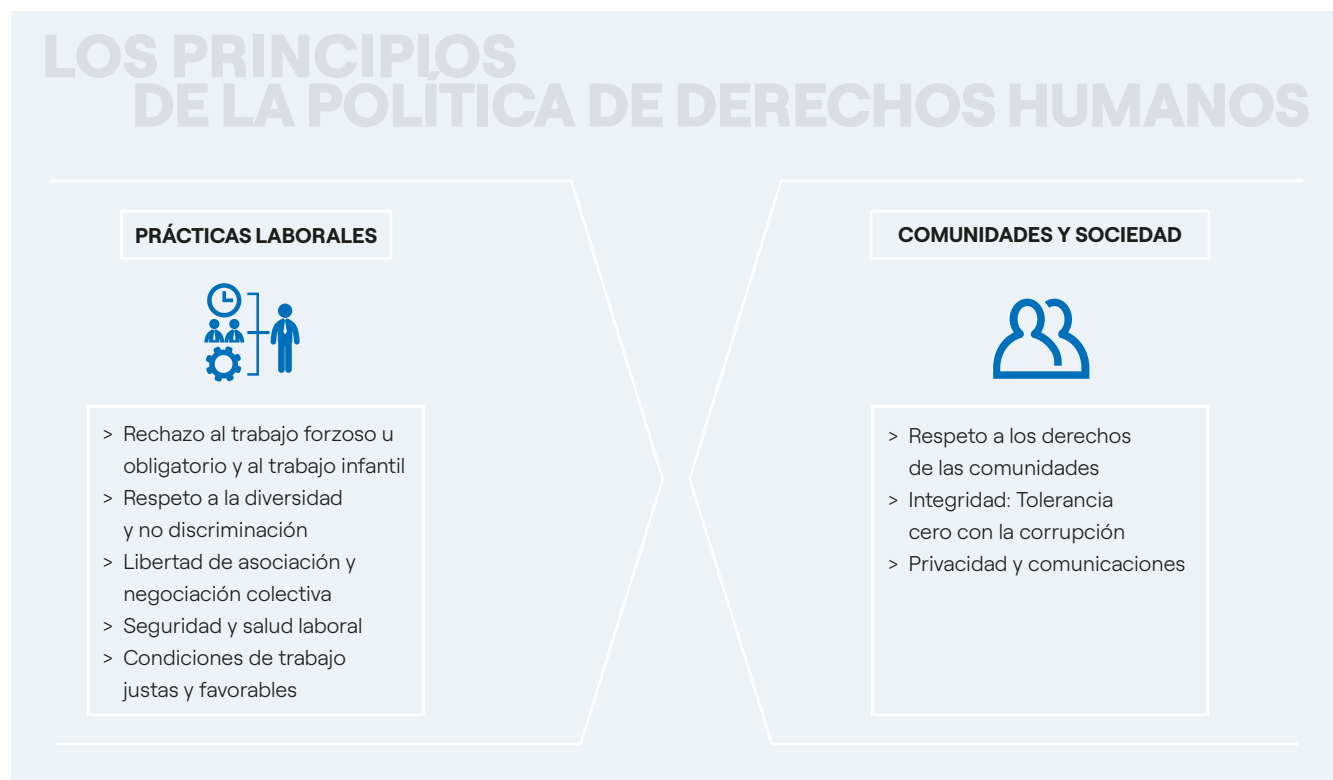 LOS PRINCIPIOS
DE LA POLÍTICA DE DERECHOS HUMANOS
PRÁCTICAS LABORALES
> Rechazo al trabajo forzoso u
obligatorio y al trabajo infantil
> Respeto a la diversidad
y no discriminación
> Libertad de asociación y
negociación colectiva
> Seguridad y salud laboral
> Condiciones de trabajo
justas y favorables
COMUNIDADES Y SOCIEDAD
> Respeto a los derechos
de las comunidades
> Integridad: Tolerancia
cero con la corrupción
> Privacidad y comunicaciones